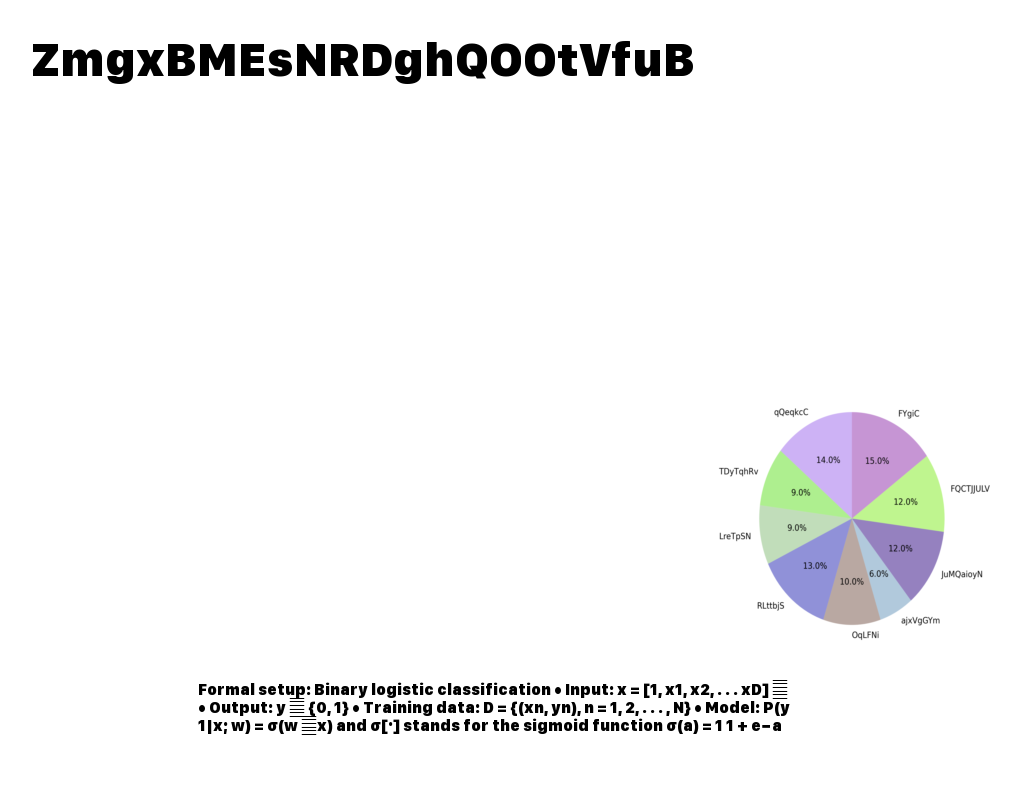 ZmgxBMEsNRDghQOOtVfuB
qQeqkcC
FYgiC
14.0%
15.0%
TDyTqhRv
FQCTJJULV
9.0%
12.0%
LreTpSN
9.0%
12.0%
13.0%
6.0%
10.0%
JuMQaioyN
RLttbjS
ajxVgGYm
OqLFNi
Formal setup: Binary logistic classification • Input: x = [1, x1, x2, . . . xD]
• Output: y {0, 1} • Training data: D = {(xn, yn), n = 1, 2, . . . , N} • Model: P(y
1|x; w) = σ(w x) and σ[·] stands for the sigmoid function σ(a) = 1 1 + e−a